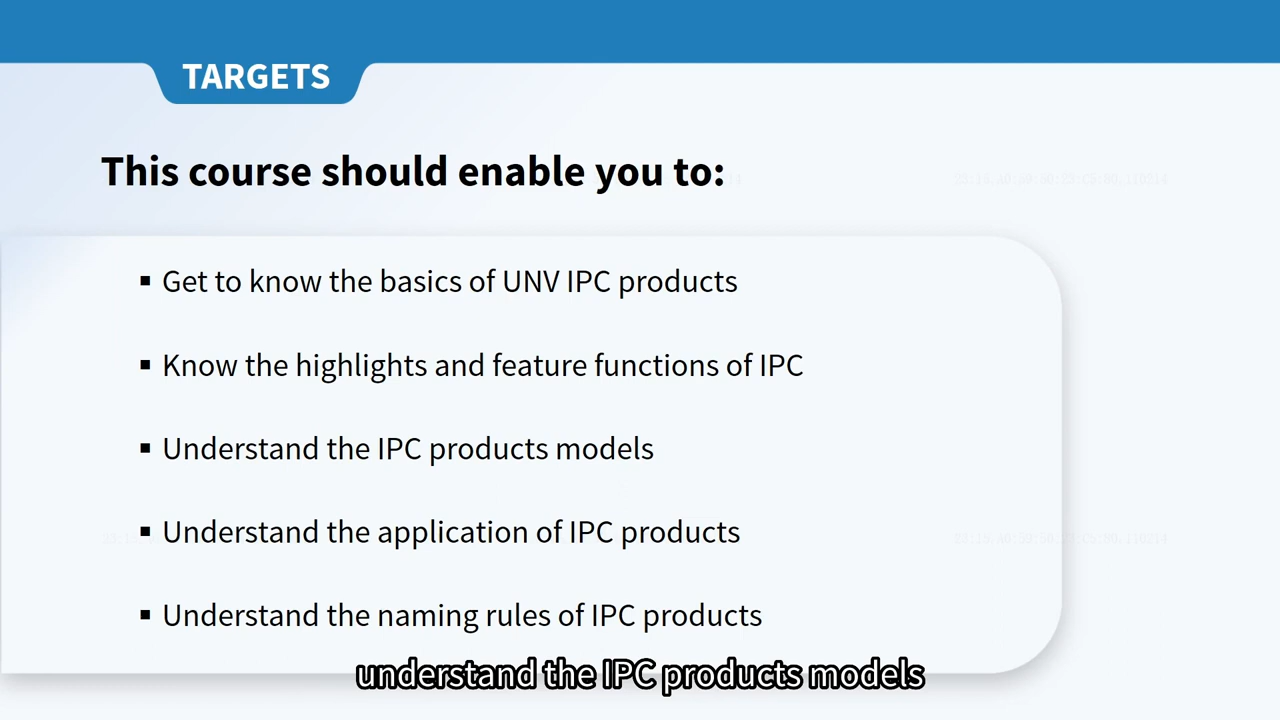 TARGETS
This course should enable you to:
▪ Get to know the basics of UNV IPC products
▪ Know the highlights and feature functions of IPC
▪ Understand the IPC products models
▪ Understand the application of IPC products
▪ Understand the naming rules of IPC products
understand the IPC products models